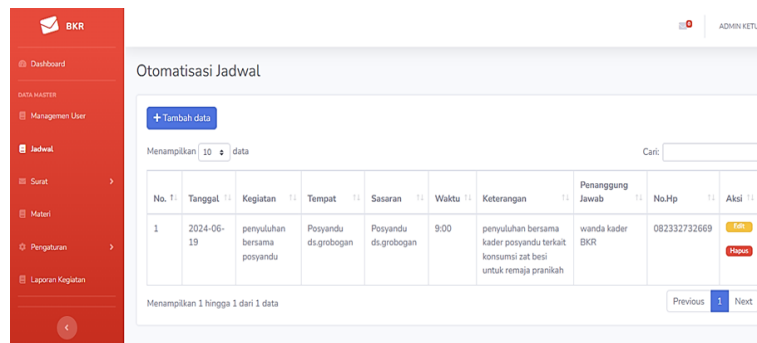 BKR
0
ADMIN KETU
Dashboard
DATA MASTER
Managemen User
Jadwal
Surat
Materi
Pengaturan
Laporan Kegiatan
Otomatisasi Jadwal
+ Tambah data
Menampilkan 10 data
Cari:
No. Tanggal Kegiatan Tempat Sasaran Waktu Keterangan Penanggung Jawab No.Hp Aksi
1 2024-06-19 penyuluhan bersama posyandu Posyandu ds.grobogan Posyandu ds.grobogan 9:00 penyuluhan bersama kader posyandu terkait konsumsi zat besi untuk remaja pranikah wanda kader BKR 082332732669 Edit Hapus
Menampilkan 1 hingga 1 dari 1 data
Previous 1 Next